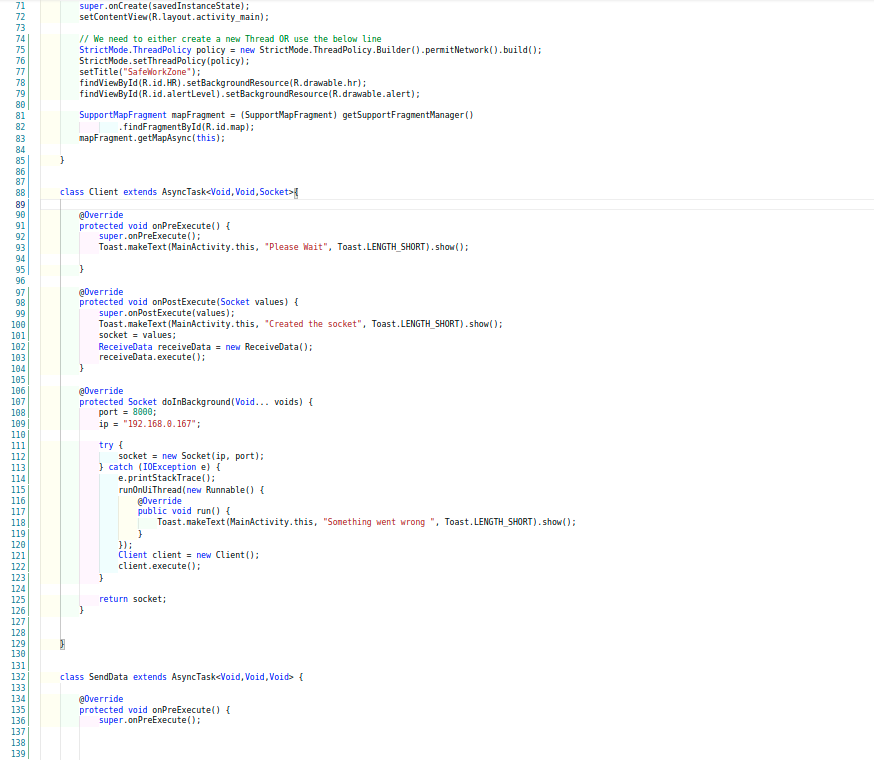 71 super.onCreate(savedInstanceState);
72 setContentView(R.layout.activity_main);
73
74 // We need to either create a new Thread OR use the below line
75 StrictMode.ThreadPolicy policy = new StrictMode.ThreadPolicy.Builder().permitNetwork().build();
76 StrictMode.setThreadPolicy(policy);
77 setTitle("SafeWorkZone");
78 findViewById(R.id.HR).setBackgroundResource(R.drawable.hr);
79 findViewById(R.id.alertLevel).setBackgroundResource(R.drawable.alert);
80
81 SupportMapFragment mapFragment = (SupportMapFragment) getSupportFragmentManager()
82 .findFragmentById(R.id.map);
83 mapFragment.getMapAsync(this);
84
85 }
86
87
88 class Client extends AsyncTask<Void,Void,Socket>{
89
90 @Override
91 protected void onPreExecute() {
92 super.onPreExecute();
93 Toast.makeText(MainActivity.this, "Please Wait", Toast.LENGTH_SHORT).show();
94
95 }
96
97 @Override
98 protected void onPostExecute(Socket values) {
99 super.onPostExecute(values);
100 Toast.makeText(MainActivity.this, "Created the socket", Toast.LENGTH_SHORT).show();
101 socket = values;
102 ReceiveData receiveData = new ReceiveData();
103 receiveData.execute();
104 }
105
106 @Override
107 protected Socket doInBackground(Void... voids) {
108 port = 8000;
109 ip = "192.168.0.167";
110
111 try {
112 socket = new Socket(ip, port);
113 } catch (IOException e) {
114 e.printStackTrace();
115 runOnUiThread(new Runnable() {
116 @Override
117 public void run() {
118 Toast.makeText(MainActivity.this, "Something went wrong ", Toast.LENGTH_SHORT).show();
119 }
120 });
121 Client client = new Client();
122 client.execute();
123 }
124
125 return socket;
126 }
127
128
129 }
130
131
132 class SendData extends AsyncTask<Void,Void,Void> {
133
134 @Override
135 protected void onPreExecute() {
136 super.onPreExecute();
137
138
139